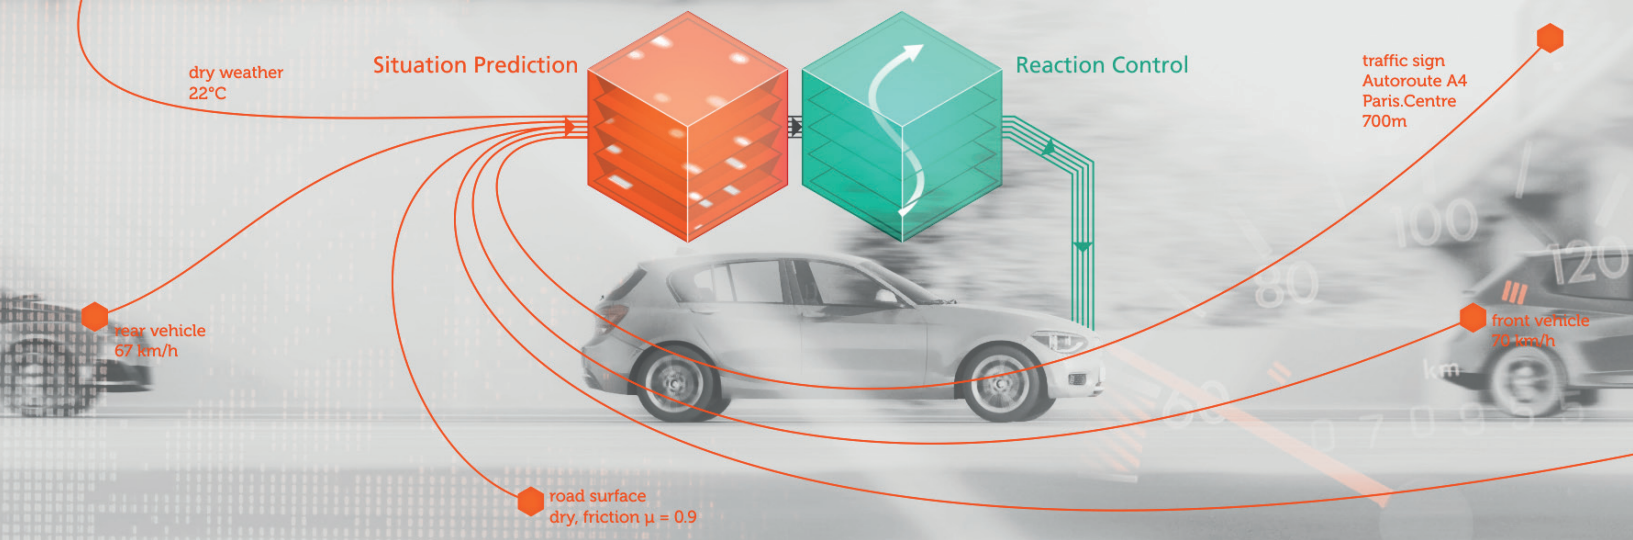 dry weather
22°C
Situation Prediction
Reaction Control
traffic sign
Autoroute A4
Paris.Centre
700m
rear vehicle
67 km/h
front vehicle
70 km/h
road surface
dry, friction µ = 0.9
80
100
120
km